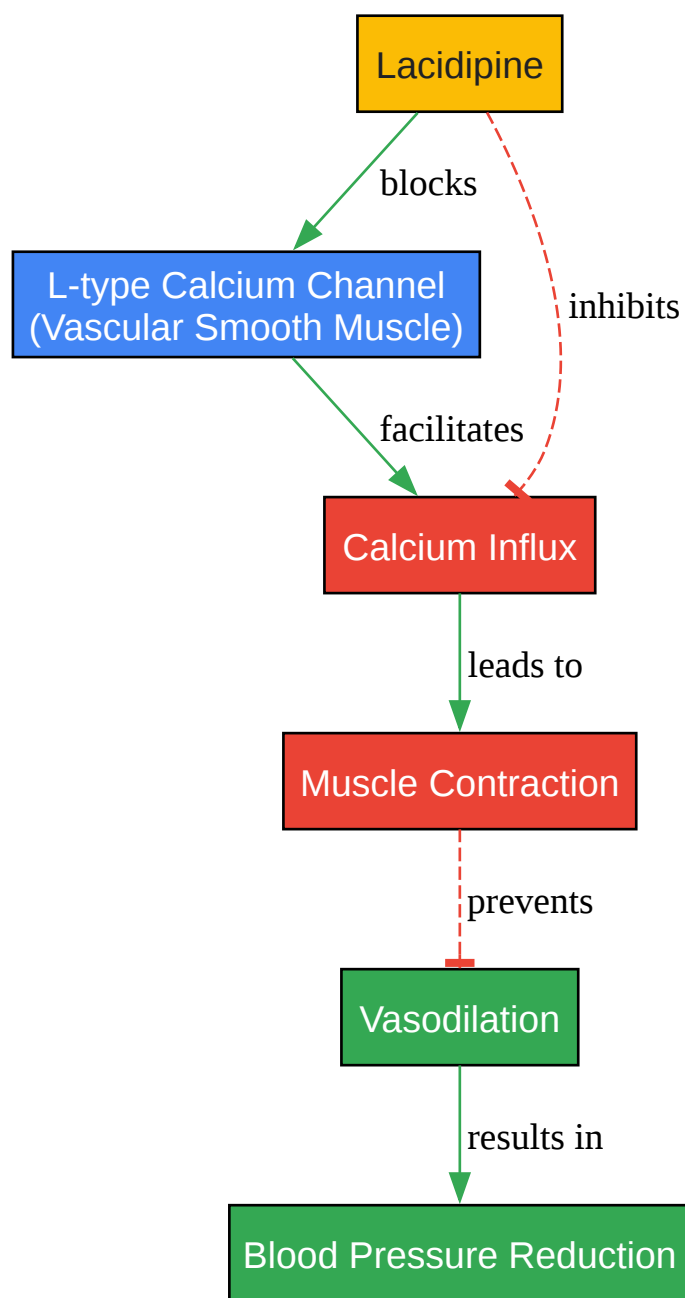 Lacidipine
blocks
L-type Calcium Channel
(Vascular Smooth Muscle)
inhibits
facilitates
Calcium Influx
leads to
Muscle Contraction
prevents
Vasodilation
results in
Blood Pressure Reduction